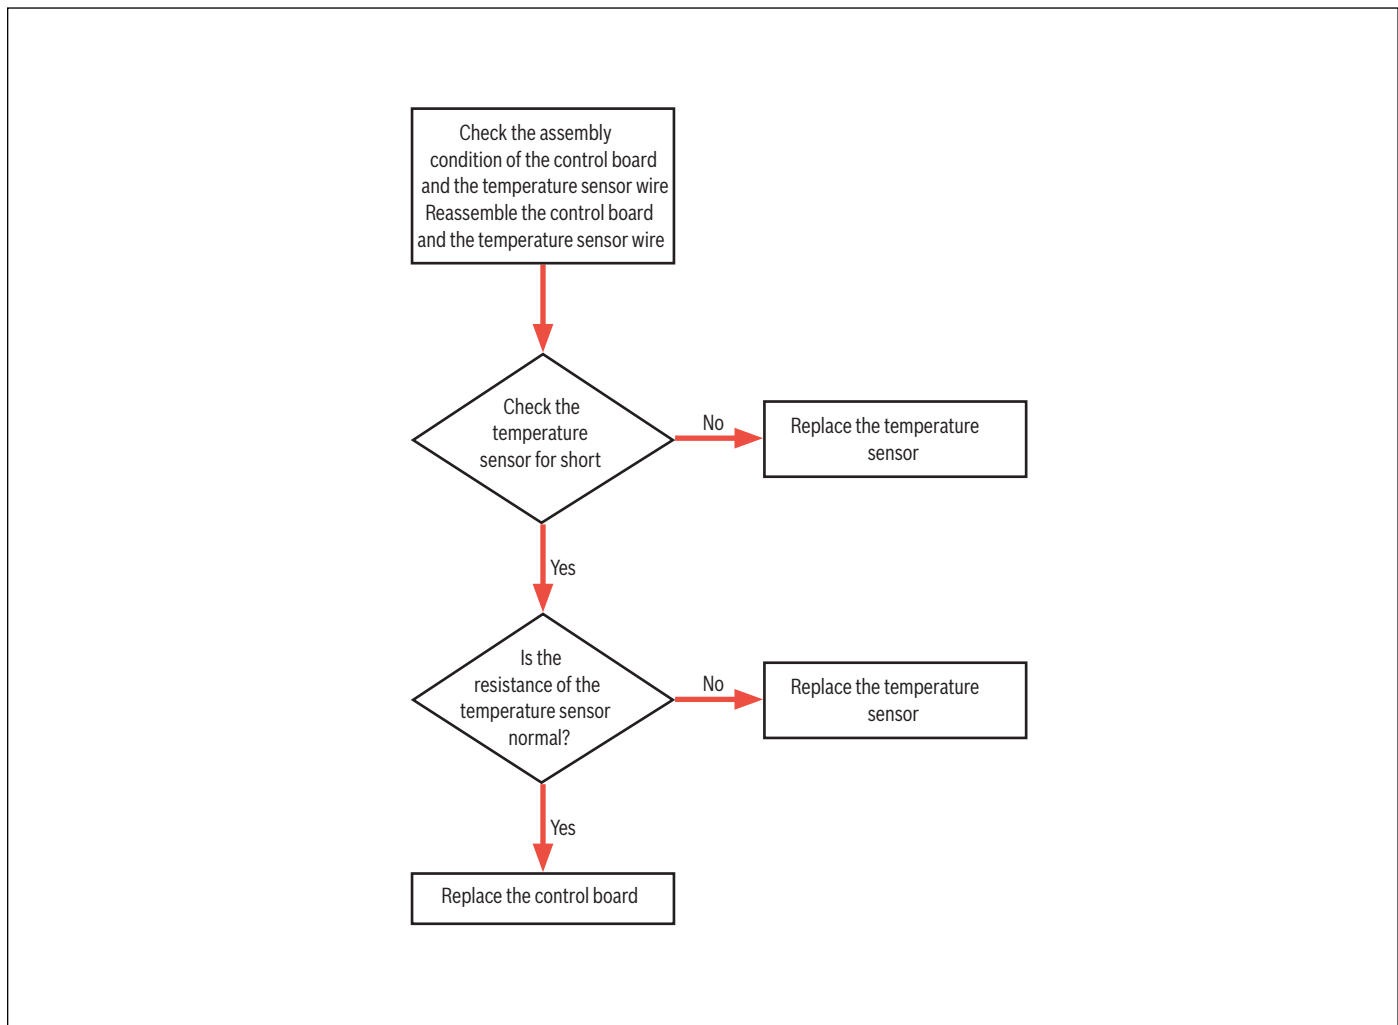 Check the assembly
condition of the control board
and the temperature sensor wire
Reassemble the control board
and the temperature sensor wire
Check the
temperature
sensor for short
No
Replace the temperature
sensor
Yes
Is the
resistance of the
temperature sensor
normal?
No
Replace the temperature
sensor
Yes
Replace the control board